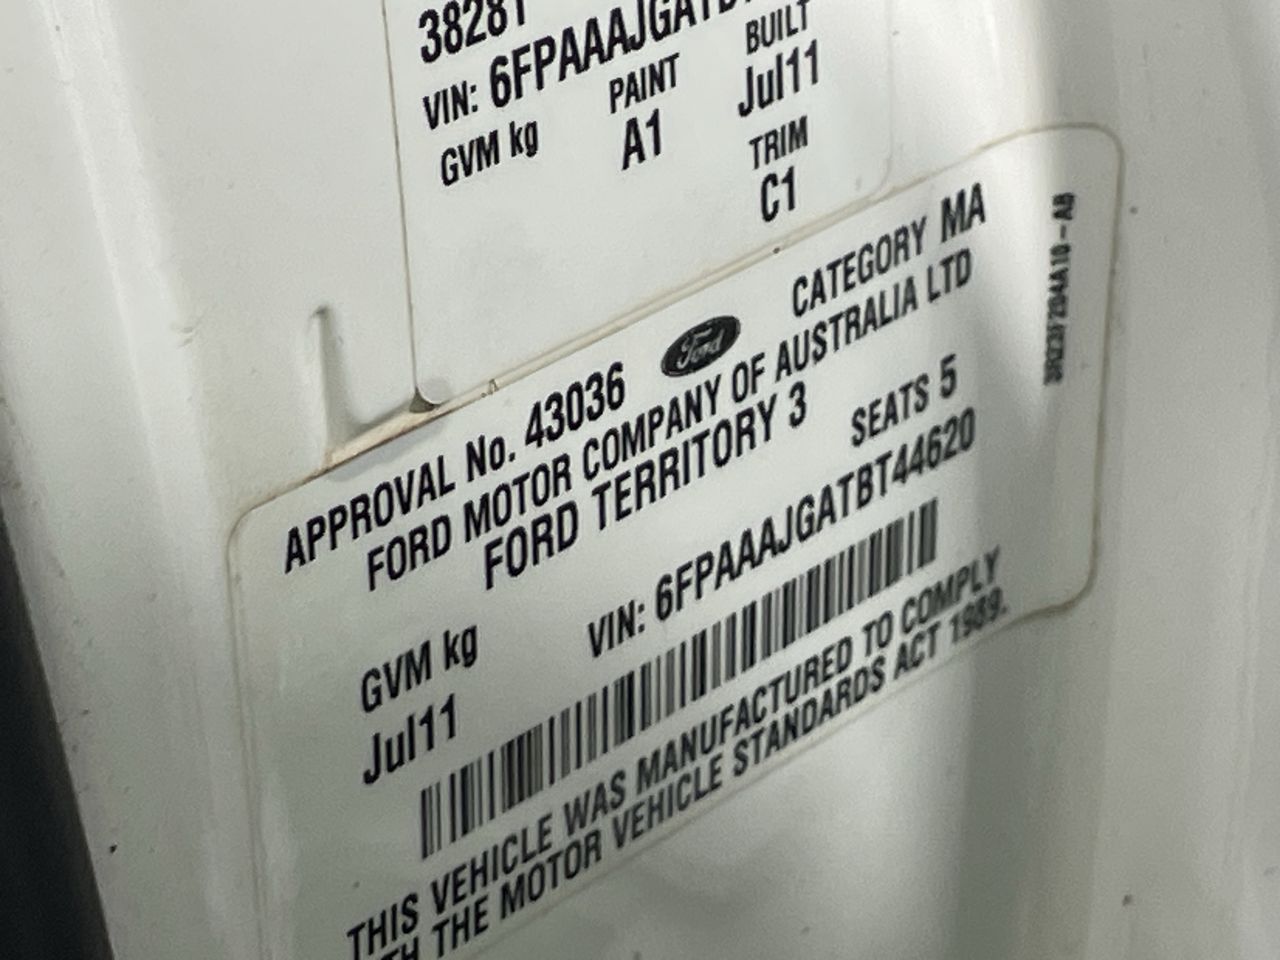 38281
VIN: 6FPAAAJGATB
GVM kg PAINT BUILT
A1 Jul11
TRIM
C1
APPROVAL No. 43036 Ford CATEGORY MA
FORD MOTOR COMPANY OF AUSTRALIA LTD
FORD TERRITORY 3 SEATS 5
GVM kg VIN: 6FPAAAJGATBT44620
Jul11
THIS VEHICLE WAS MANUFACTURED TO COMPLY
THE MOTOR VEHICLE STANDARDS ACT 1989.